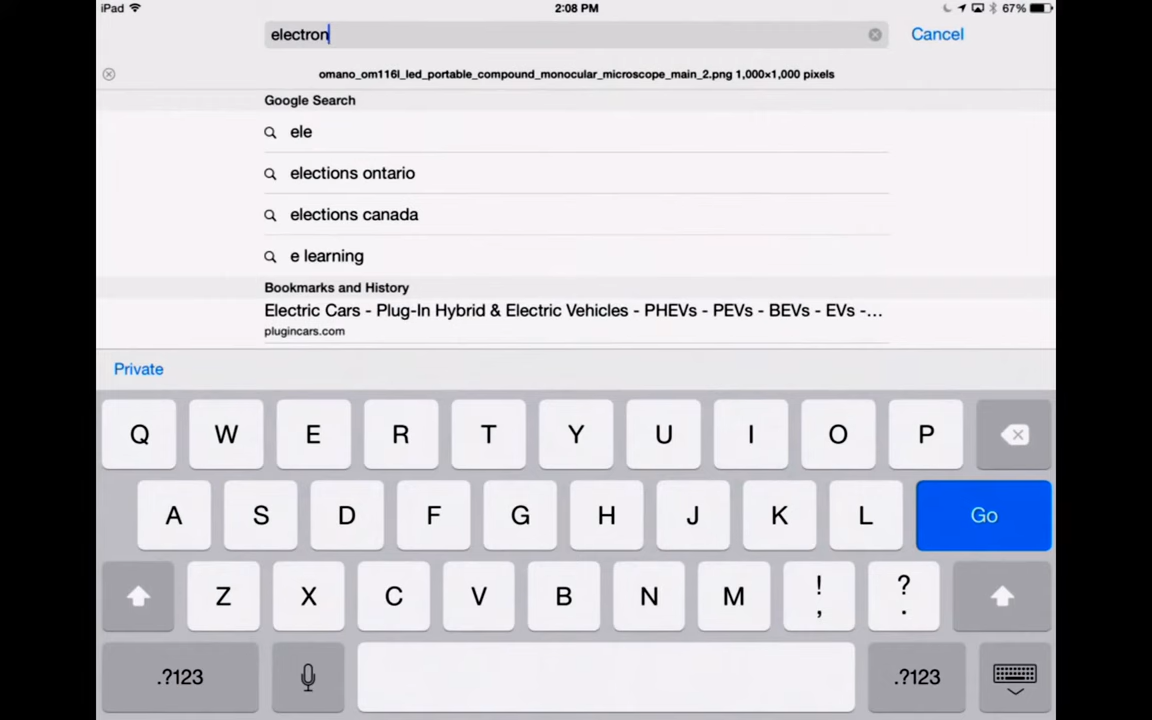 iPad 2:08 PM 67%
electron Cancel
omano_om116l_led_portable_compound_monocular_microscope_main_2.png 1,000×1,000 pixels
Google Search
ele
elections ontario
elections canada
e learning
Bookmarks and History
Electric Cars - Plug-In Hybrid & Electric Vehicles - PHEVs - PEVs - BEVs - EVs -...
plugincars.com
Private
Q W E R T Y U I O P
A S D F G H J K L Go
Z X C V B N M ! , ? .
.?123 .?123